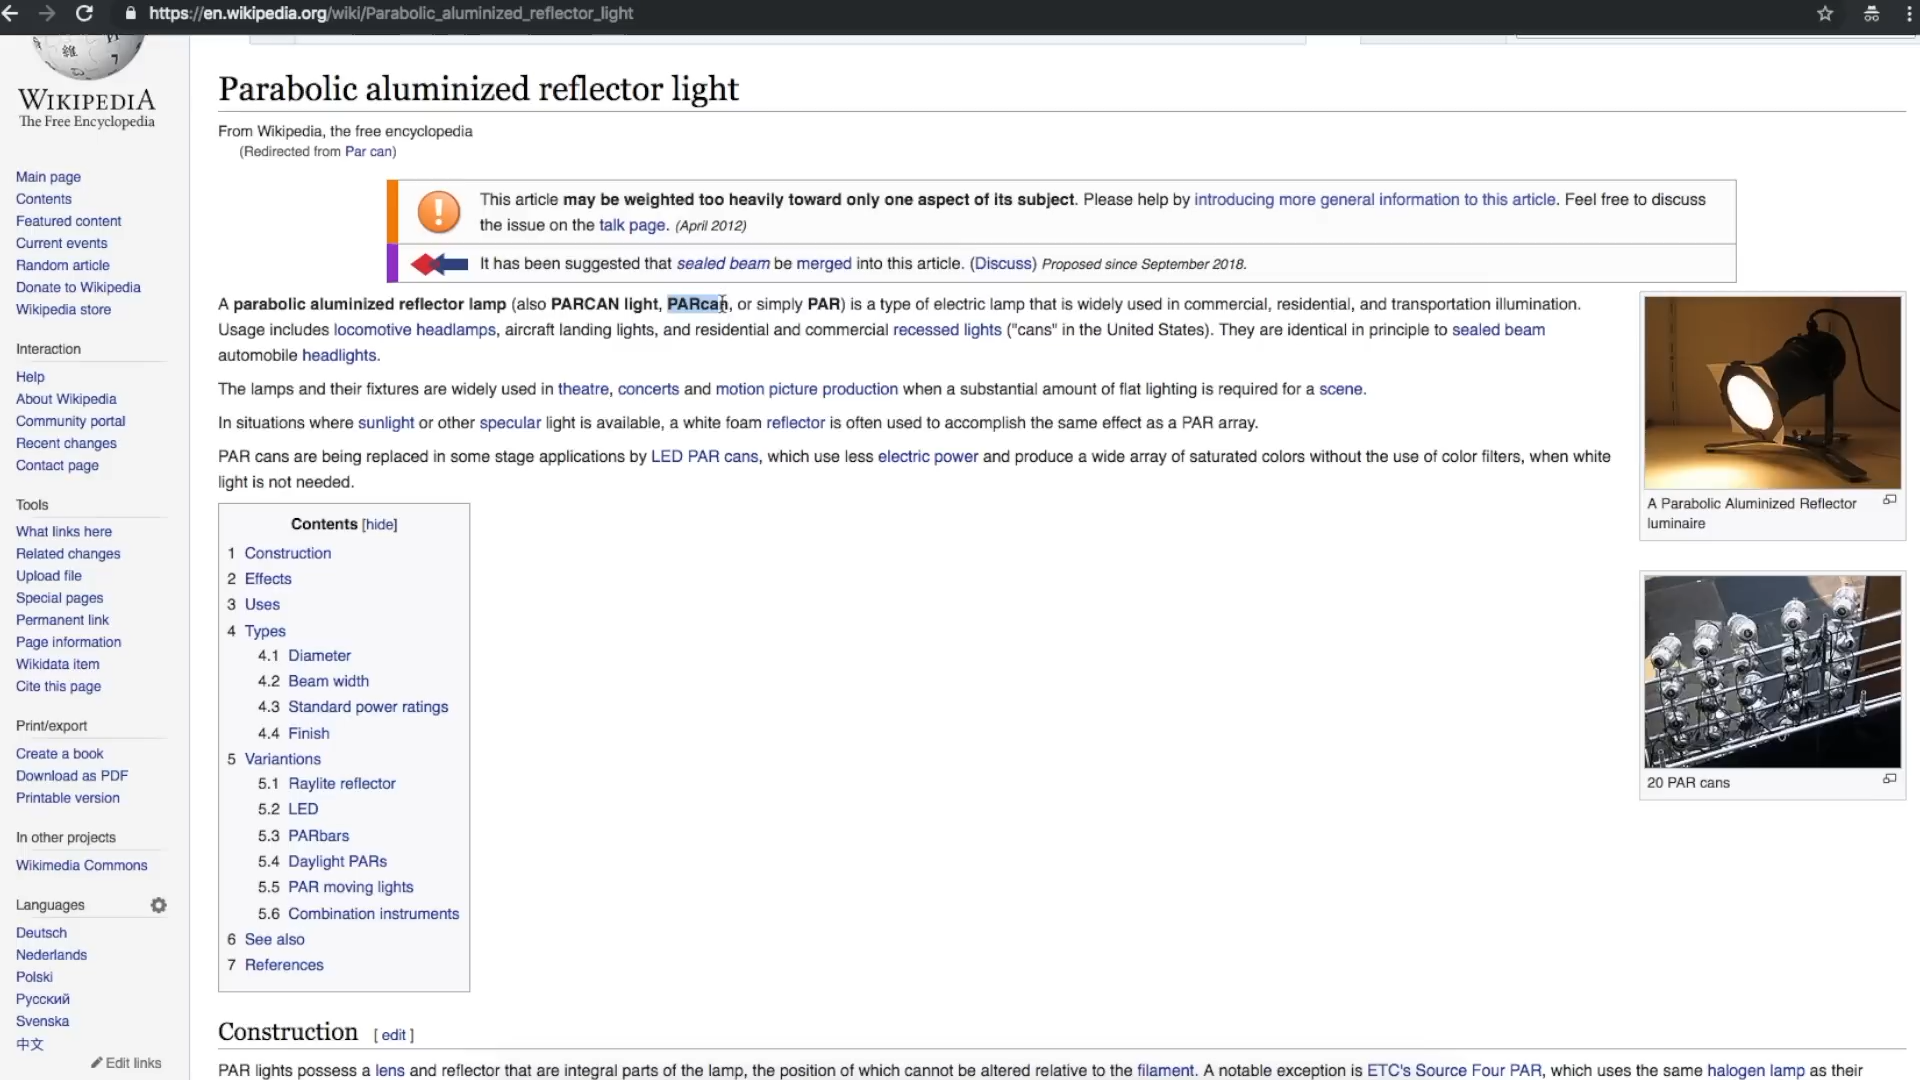 https://en.wikipedia.org/wiki/Parabolic_aluminized_reflector_light
WIKIPEDIA
The Free Encyclopedia
Main page
Contents
Featured content
Current events
Random article
Donate to Wikipedia
Wikipedia store
Interaction
Help
About Wikipedia
Community portal
Recent changes
Contact page
Tools
What links here
Related changes
Upload file
Special pages
Permanent link
Page information
Wikidata item
Cite this page
Print/export
Create a book
Download as PDF
Printable version
In other projects
Wikimedia Commons
Languages
Deutsch
Nederlands
Polski
Русский
Svenska
中文
Edit links
Parabolic aluminized reflector light
From Wikipedia, the free encyclopedia
(Redirected from Par can)
This article may be weighted too heavily toward only one aspect of its subject. Please help by introducing more general information to this article. Feel free to discuss
the issue on the talk page. (April 2012)
It has been suggested that sealed beam be merged into this article. (Discuss) Proposed since September 2018.
A parabolic aluminized reflector lamp (also PARCAN light, PARcan, or simply PAR) is a type of electric lamp that is widely used in commercial, residential, and transportation illumination.
Usage includes locomotive headlamps, aircraft landing lights, and residential and commercial recessed lights ("cans" in the United States). They are identical in principle to sealed beam
automobile headlights.
The lamps and their fixtures are widely used in theatre, concerts and motion picture production when a substantial amount of flat lighting is required for a scene.
In situations where sunlight or other specular light is available, a white foam reflector is often used to accomplish the same effect as a PAR array.
PAR cans are being replaced in some stage applications by LED PAR cans, which use less electric power and produce a wide array of saturated colors without the use of color filters, when white
light is not needed.
Contents [hide]
1 Construction
2 Effects
3 Uses
4 Types
4.1 Diameter
4.2 Beam width
4.3 Standard power ratings
4.4 Finish
5 Variantions
5.1 Raylite reflector
5.2 LED
5.3 PARbars
5.4 Daylight PARs
5.5 PAR moving lights
5.6 Combination instruments
6 See also
7 References
A Parabolic Aluminized Reflector
luminaire
20 PAR cans
Construction [ edit ]
PAR lights possess a lens and reflector that are integral parts of the lamp, the position of which cannot be altered relative to the filament. A notable exception is ETC's Source Four PAR, which uses the same halogen lamp as their